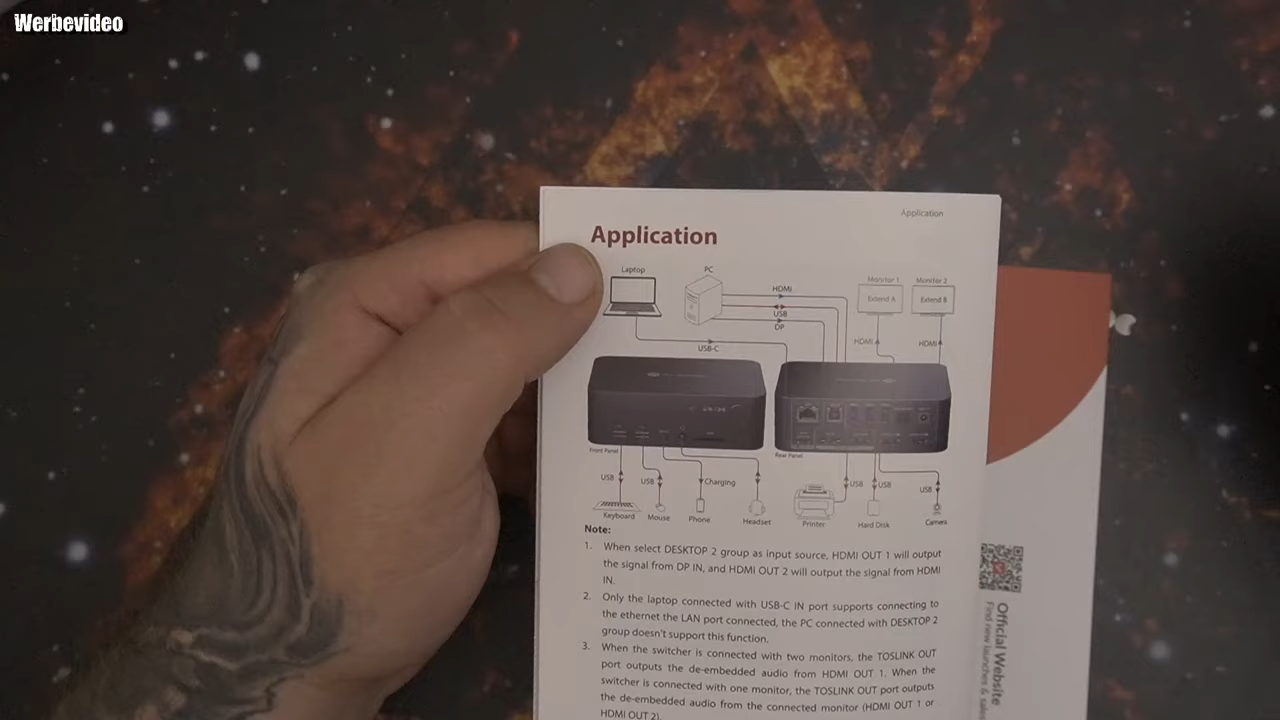 Werbevideo
Application
Application
Laptop
PC
HDMI
Monitor 1
Monitor 2
Extend A
Extend B
USB
DP
HDMI
HDMI
USB-C
Front Panel
Rear Panel
USB
USB
Charging
USB
USB
USB
Keyboard
Mouse
Phone
Headset
Printer
Hard Disk
Camera
Note:
1. When select DESKTOP 2 group as input source, HDMI OUT 1 will output
the signal from DP IN, and HDMI OUT 2 will output the signal from HDMI
IN.
2. Only the laptop connected with USB-C IN port supports connecting to
the ethernet the LAN port connected, the PC connected with DESKTOP 2
group doesn't support this function.
3. When the switcher is connected with two monitors, the TOSLINK OUT
port outputs the de-embedded audio from HDMI OUT 1. When the
switcher is connected with one monitor, the TOSLINK OUT port outputs
the de-embedded audio from the connected monitor (HDMI OUT 1 or
HDMI OUT 2).
Official Website
Find new launches & sales